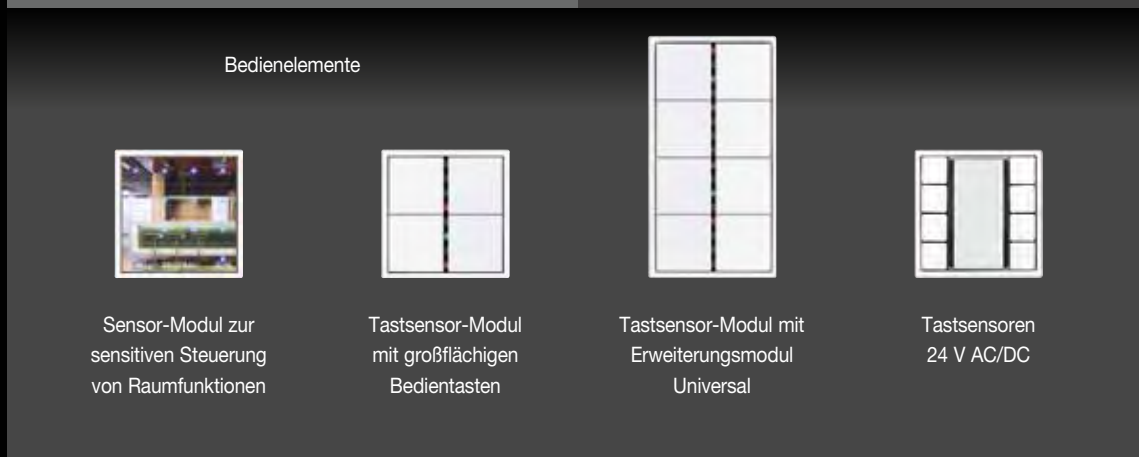 Bedienelemente
Sensor-Modul zur
sensitiven Steuerung
von Raumfunktionen
Tastsensor-Modul
mit großflächigen
Bedientasten
Tastsensor-Modul mit
Erweiterungsmodul
Universal
Tastsensoren
24 V AC/DC